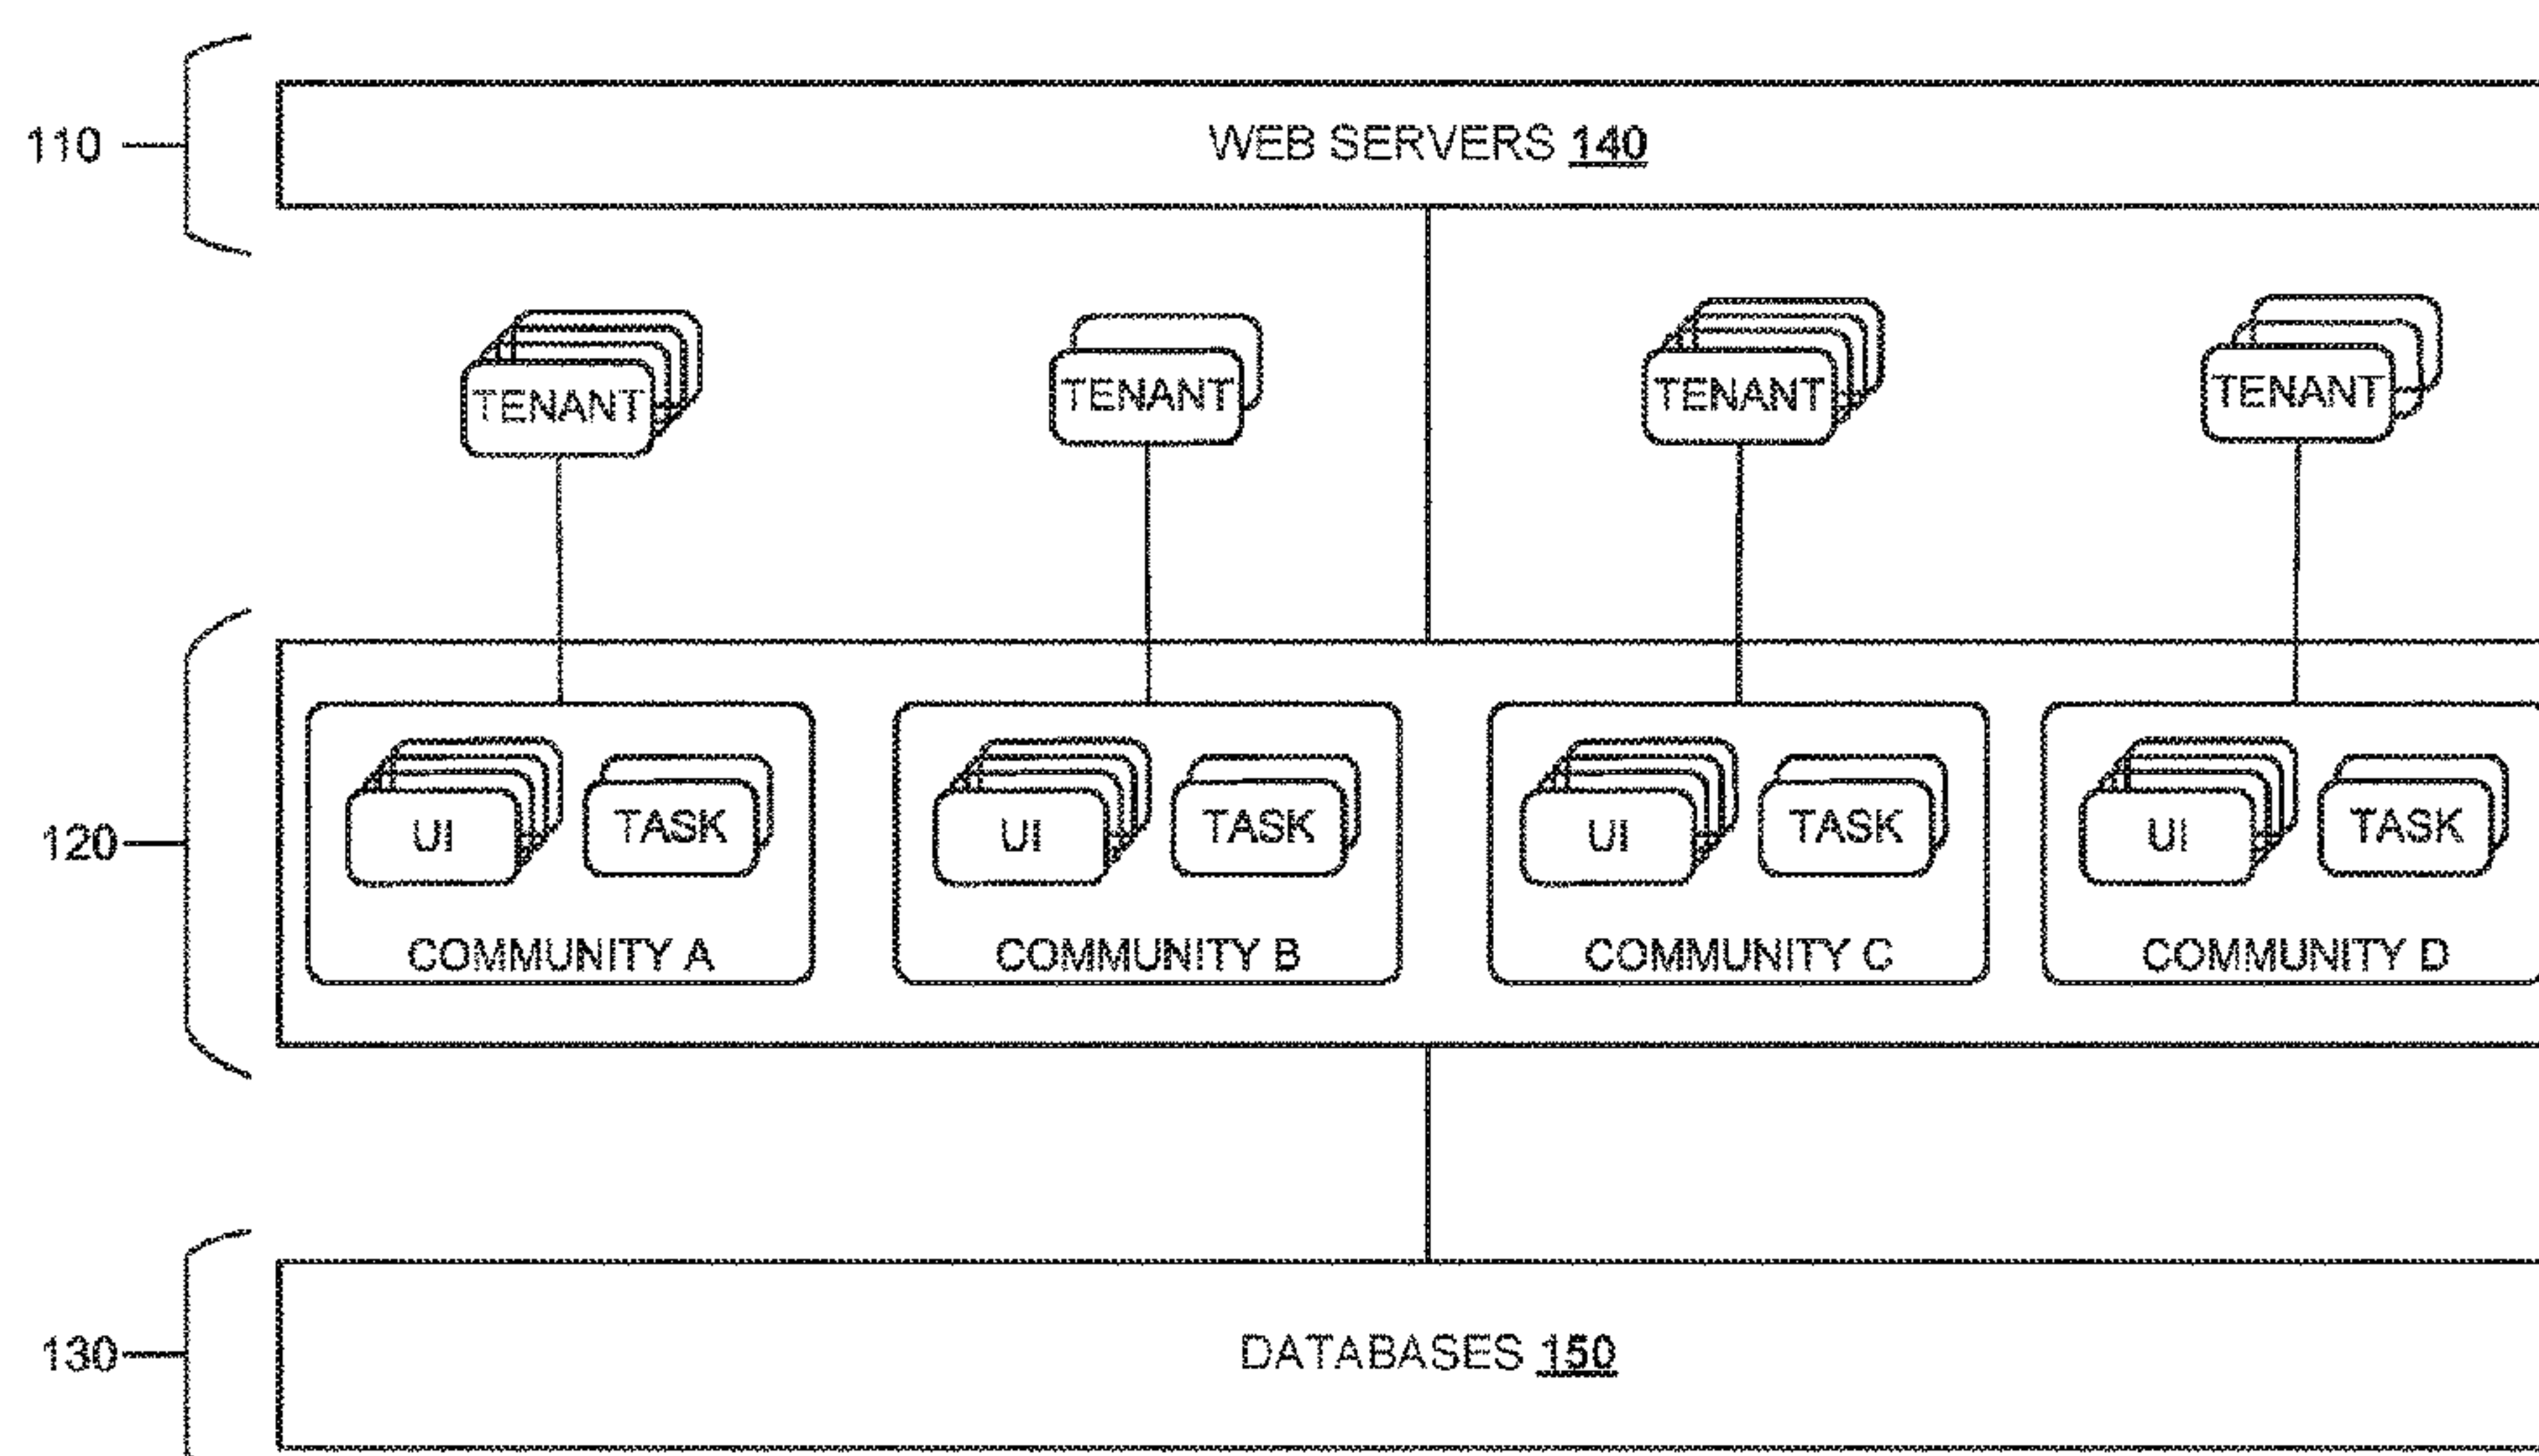 110
WEB SERVERS 140
TENANT TENANT TENANT TENANT
120
UI TASK UI TASK UI TASK UI TASK
COMMUNITY A COMMUNITY B COMMUNITY C COMMUNITY D
130
DATABASES 150